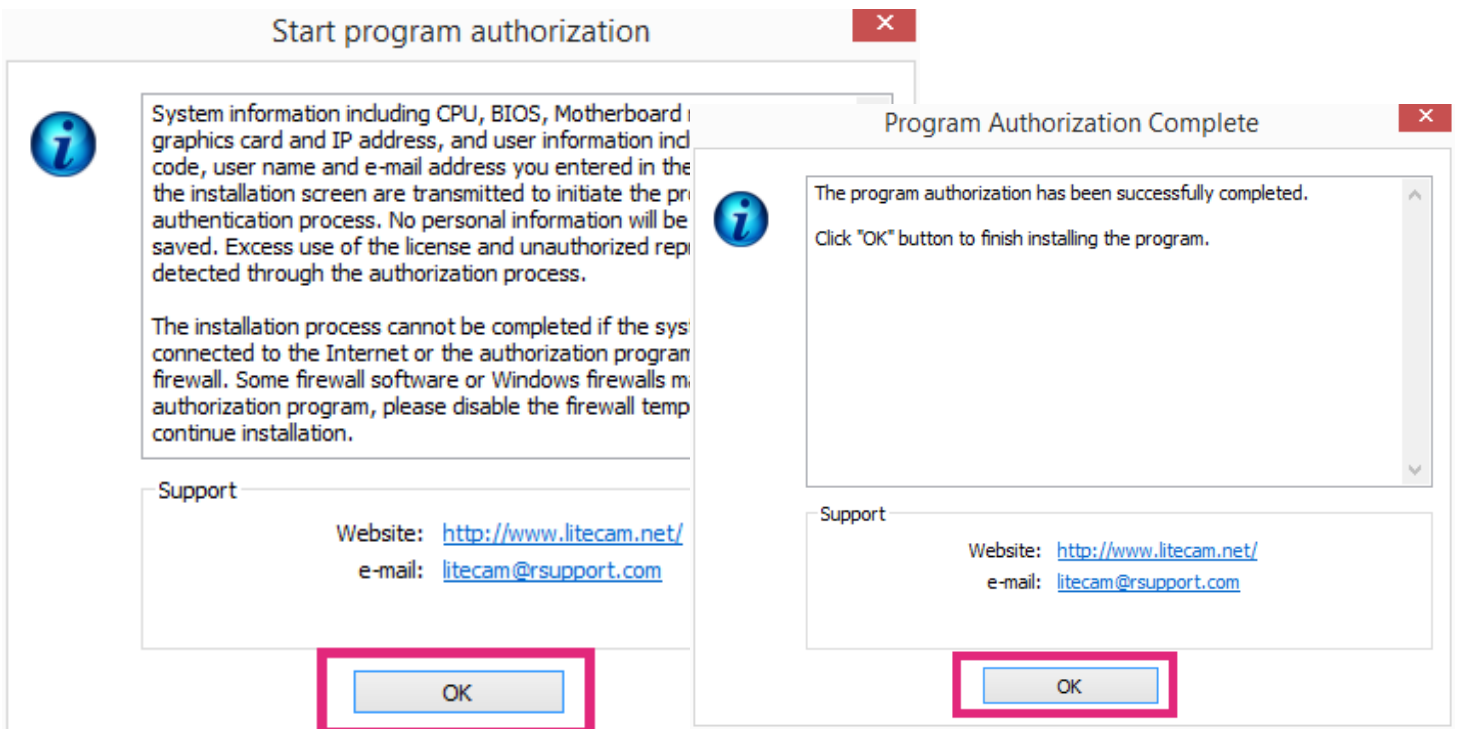 Start program authorization
System information including CPU, BIOS, Motherboard
graphics card and IP address, and user information
code, user name and e-mail address you entered in the
the installation screen are transmitted to initiate the
authentication process. No personal information will be
saved. Excess use of the license and unauthorized
detected through the authorization process.
The installation process cannot be completed if the
connected to the Internet or the authorization program
firewall. Some firewall software or Windows firewalls
authorization program, please disable the firewall
continue installation.
Support
Website: http://www.litecam.net/
e-mail: litecam@rsupport.com
OK
Program Authorization Complete
The program authorization has been successfully completed.
Click "OK" button to finish installing the program.
Support
Website: http://www.litecam.net/
e-mail: litecam@rsupport.com
OK